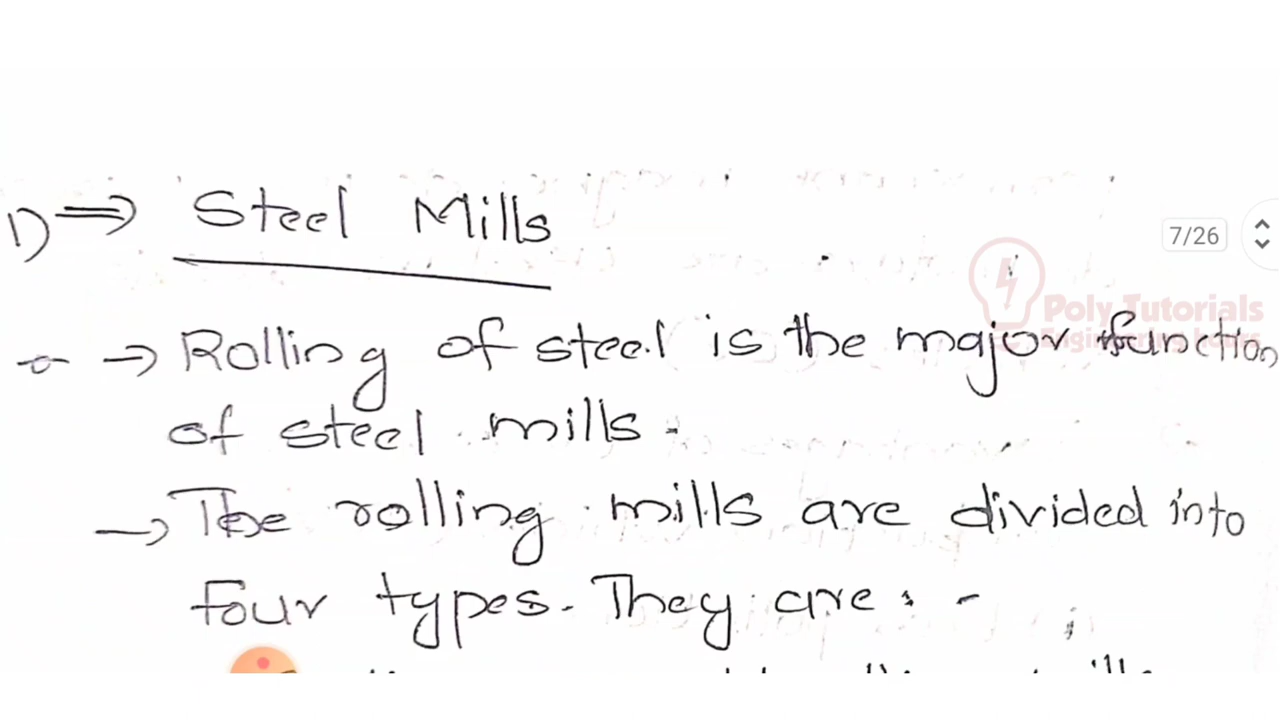 1) ⇒ Steel Mills
7/26
Poly Tutorials
→ Rolling of steel is the major function
of steel mills.
→ The rolling mills are divided into
four types. They are : -